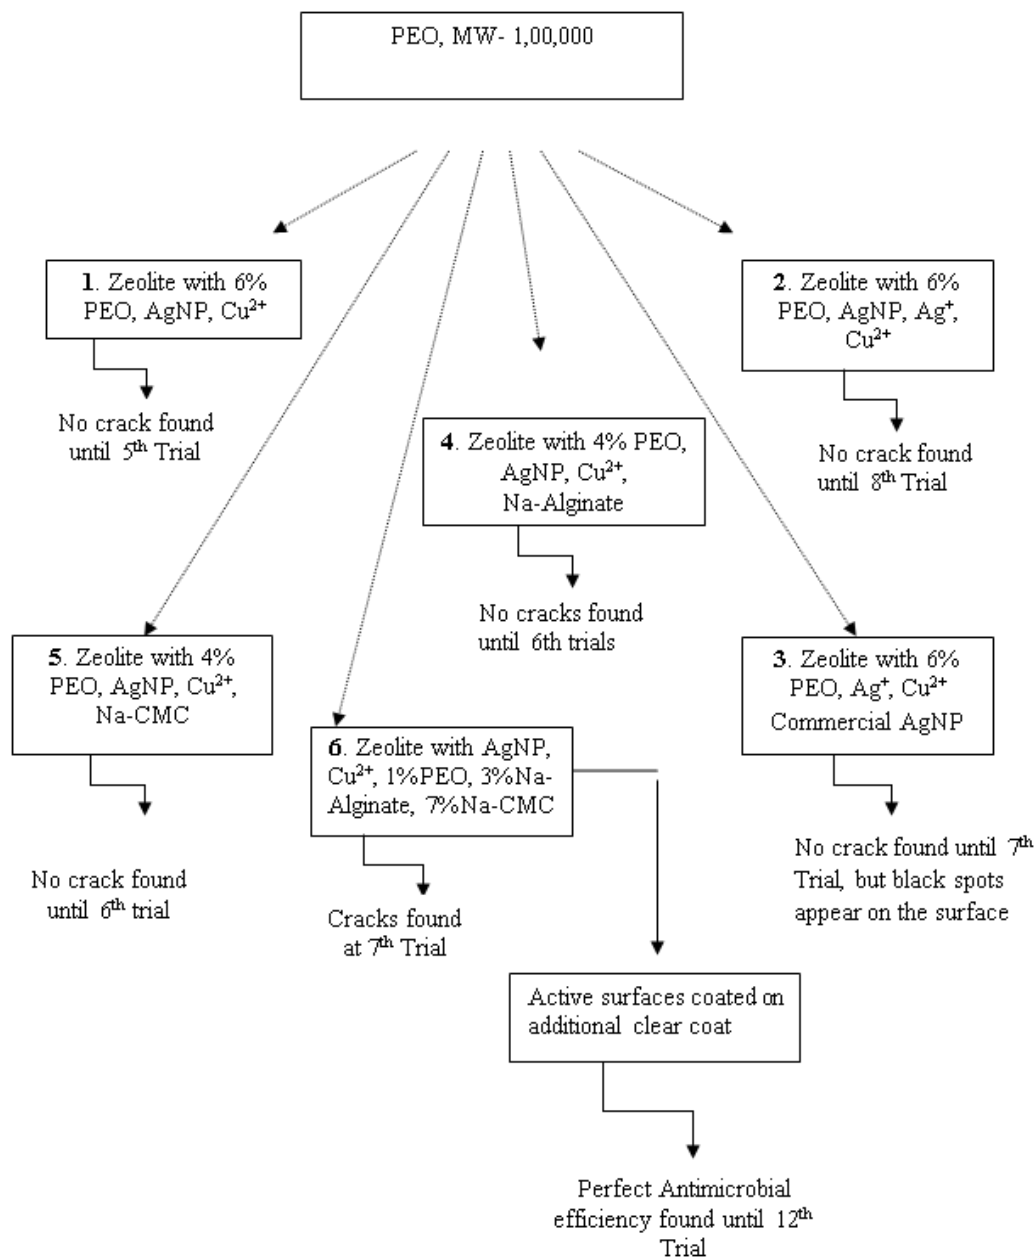 PEO, MW- 1,00,000
1. Zeolite with 6%
PEO, AgNP, Cu²⁺
No crack found
until 5ᵗʰ Trial
2. Zeolite with 6%
PEO, AgNP, Ag⁺,
Cu²⁺
No crack found
until 8ᵗʰ Trial
4. Zeolite with 4% PEO,
AgNP, Cu²⁺,
Na-Alginate
No cracks found
until 6th trials
5. Zeolite with 4%
PEO, AgNP, Cu²⁺,
Na-CMC
No crack found
until 6ᵗʰ trial
6. Zeolite with AgNP,
Cu²⁺, 1%PEO, 3%Na-
Alginate, 7%Na-CMC
Cracks found
at 7ᵗʰ Trial
3. Zeolite with 6%
PEO, Ag⁺, Cu²⁺
Commercial AgNP
No crack found until 7ᵗʰ
Trial, but black spots
appear on the surface
Active surfaces coated on
additional clear coat
Perfect Antimicrobial
efficiency found until 12ᵗʰ
Trial